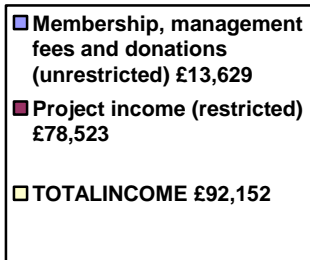 Membership, management
fees and donations
(unrestricted) £13,629
Project income (restricted)
£78,523
TOTALINCOME £92,152